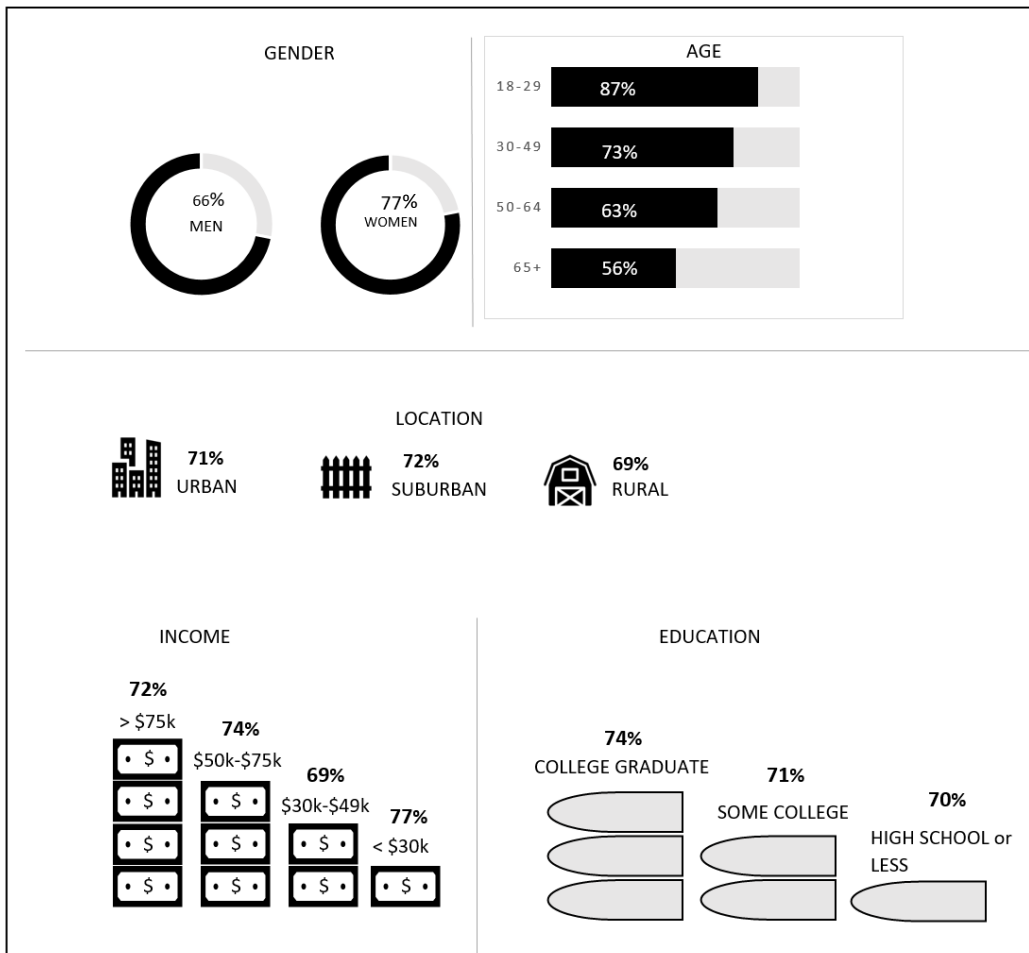 GENDER
66%
MEN
77%
WOMEN
AGE
18-29
87%
30-49
73%
50-64
63%
65+
56%
LOCATION
71%
URBAN
72%
SUBURBAN
69%
RURAL
INCOME
72%
> $75k
$
$
$
$
74%
$50k-$75k
$
$
$
69%
$30k-$49k
$
$
77%
< $30k
$
EDUCATION
74%
COLLEGE GRADUATE
71%
SOME COLLEGE
70%
HIGH SCHOOL or
LESS